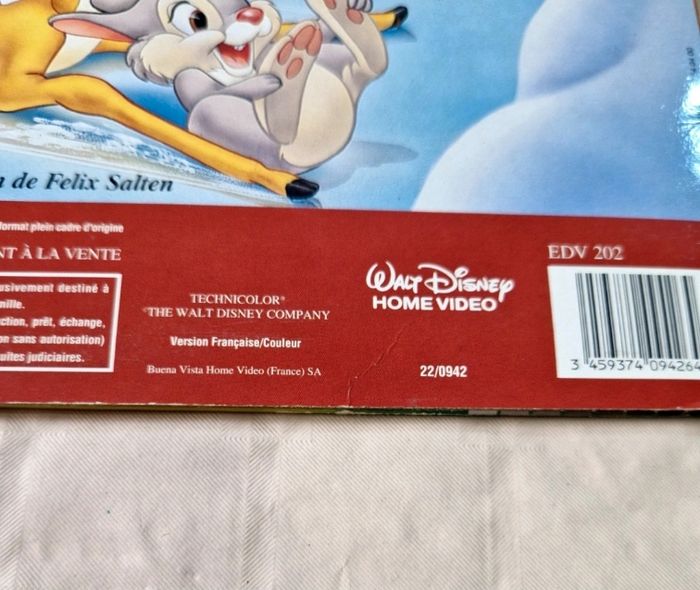 n de Felix Salten
format plein cadre d'origine
NT À LA VENTE
usivement destiné à
nille.
ction, prêt, échange,
on sans autorisation)
uites judiciaires.
TECHNICOLOR®
THE WALT DISNEY COMPANY
Version Française/Couleur
Buena Vista Home Video (France) SA
WALT DISNEY
HOME VIDEO
22/0942
EDV 202
3 459374 094264